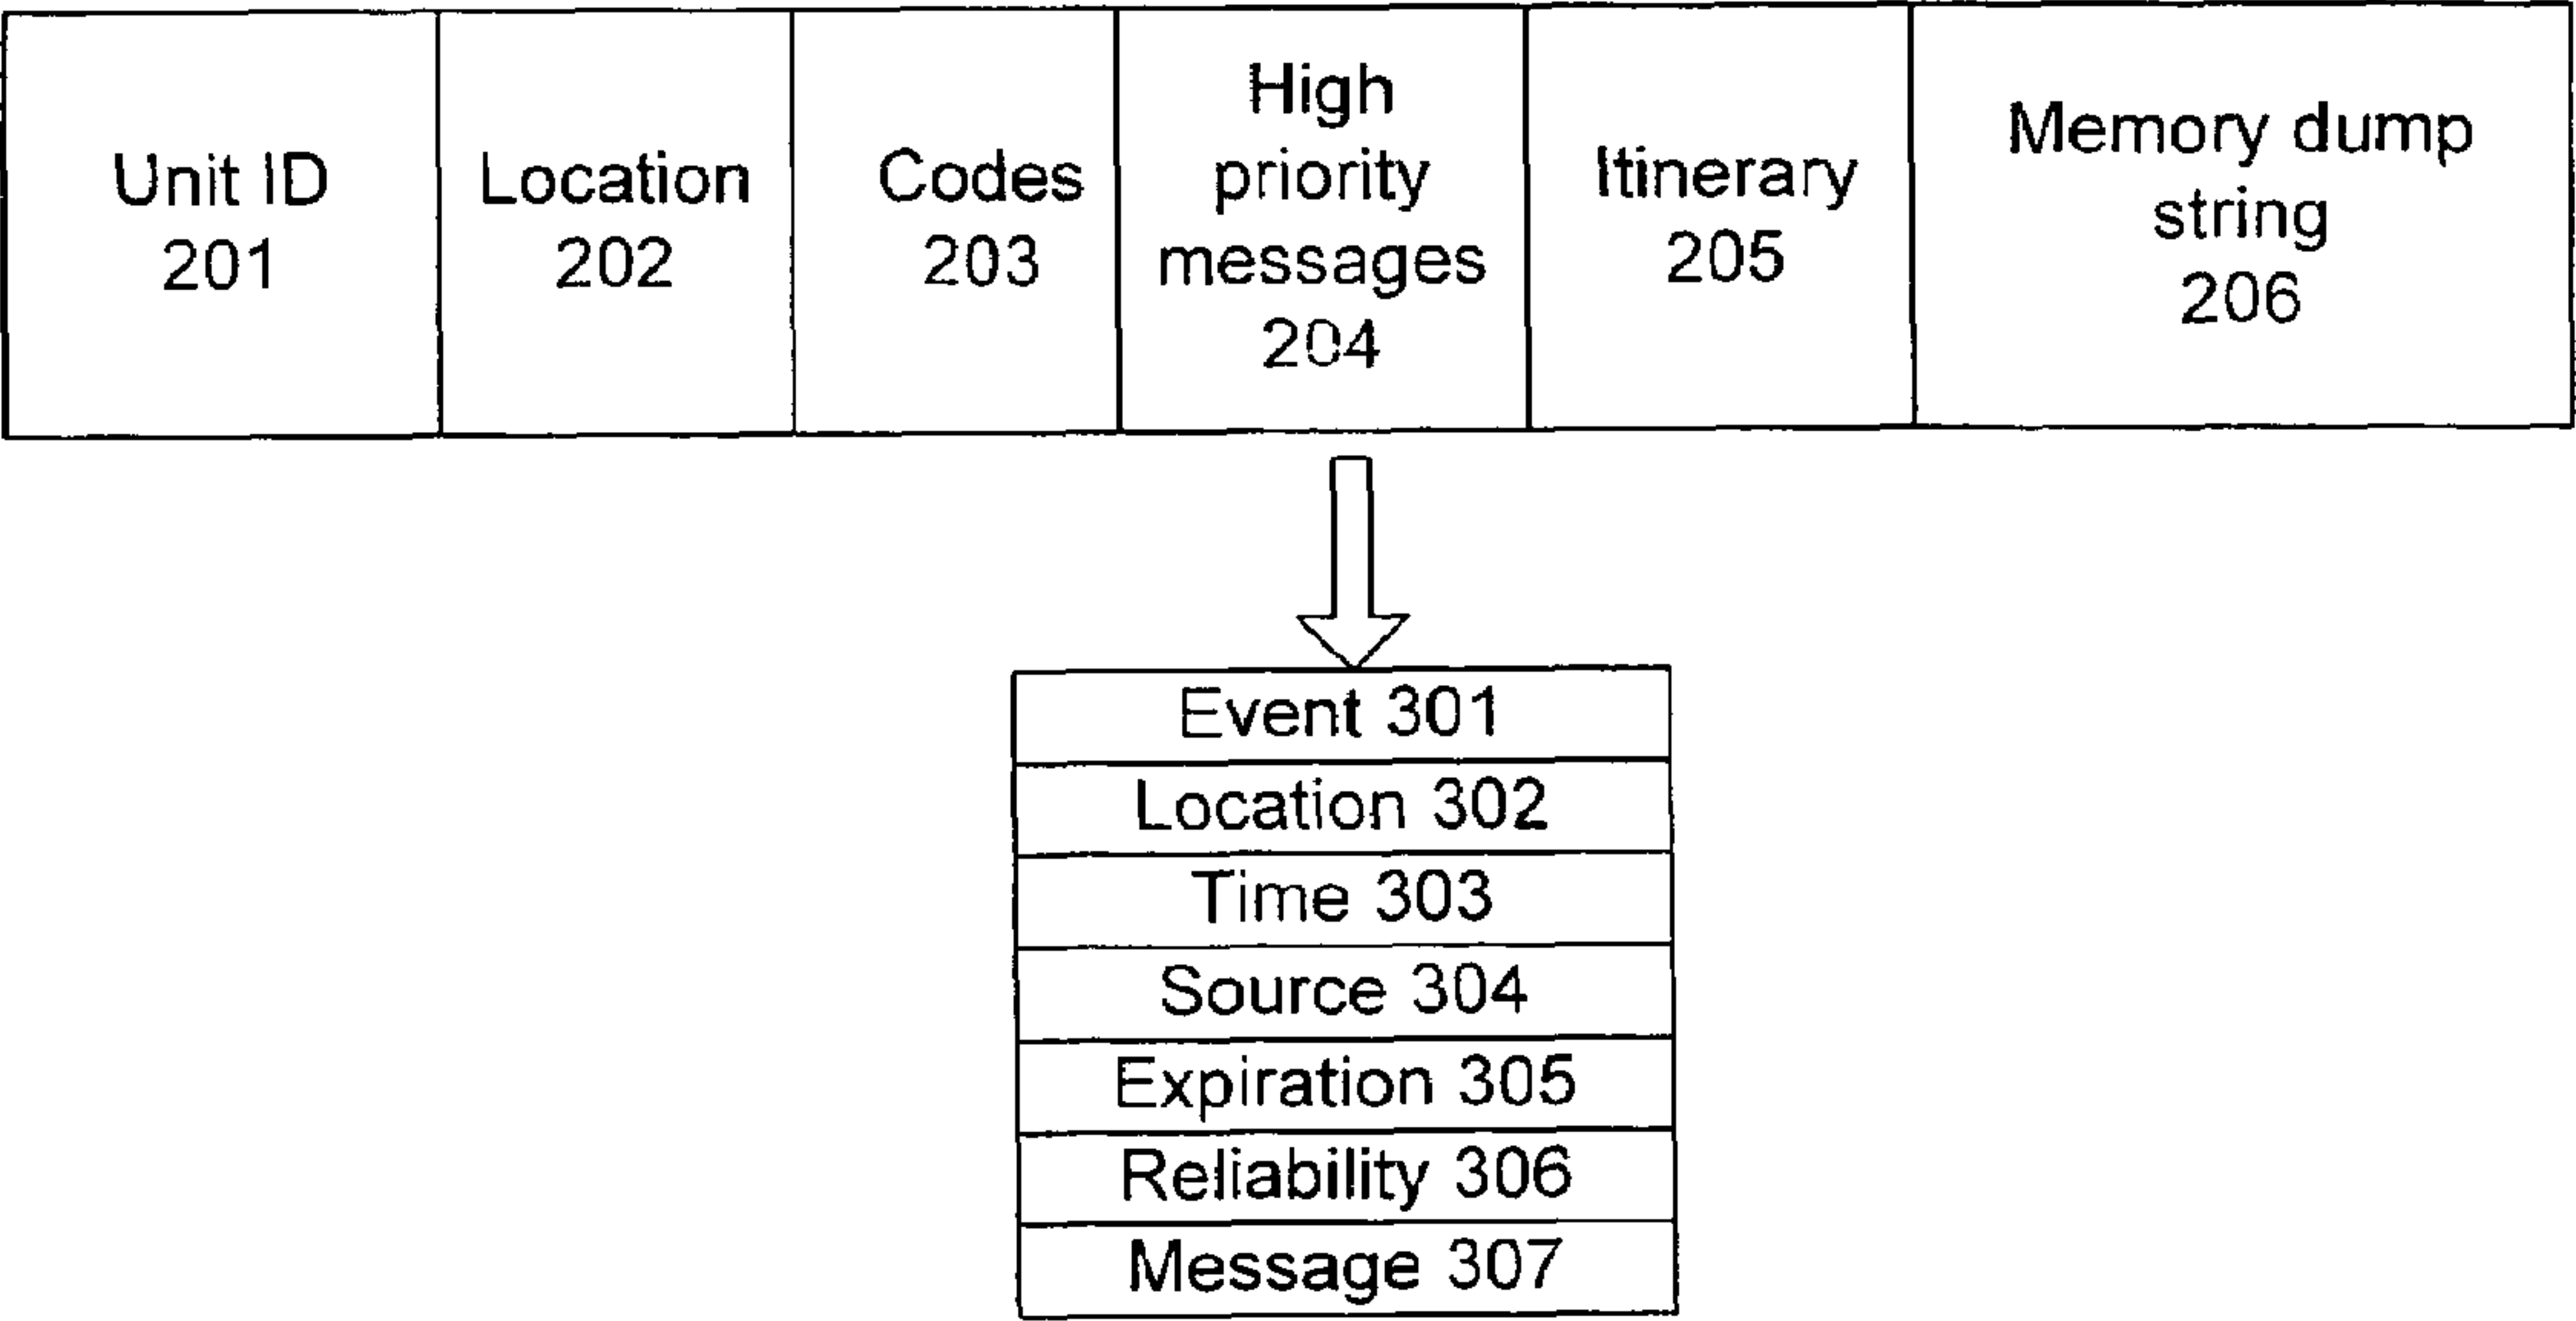 Unit ID
201
Location
202
Codes
203
High
priority
messages
204
Itinerary
205
Memory dump
string
206
Event 301
Location 302
Time 303
Source 304
Expiration 305
Reliability 306
Message 307